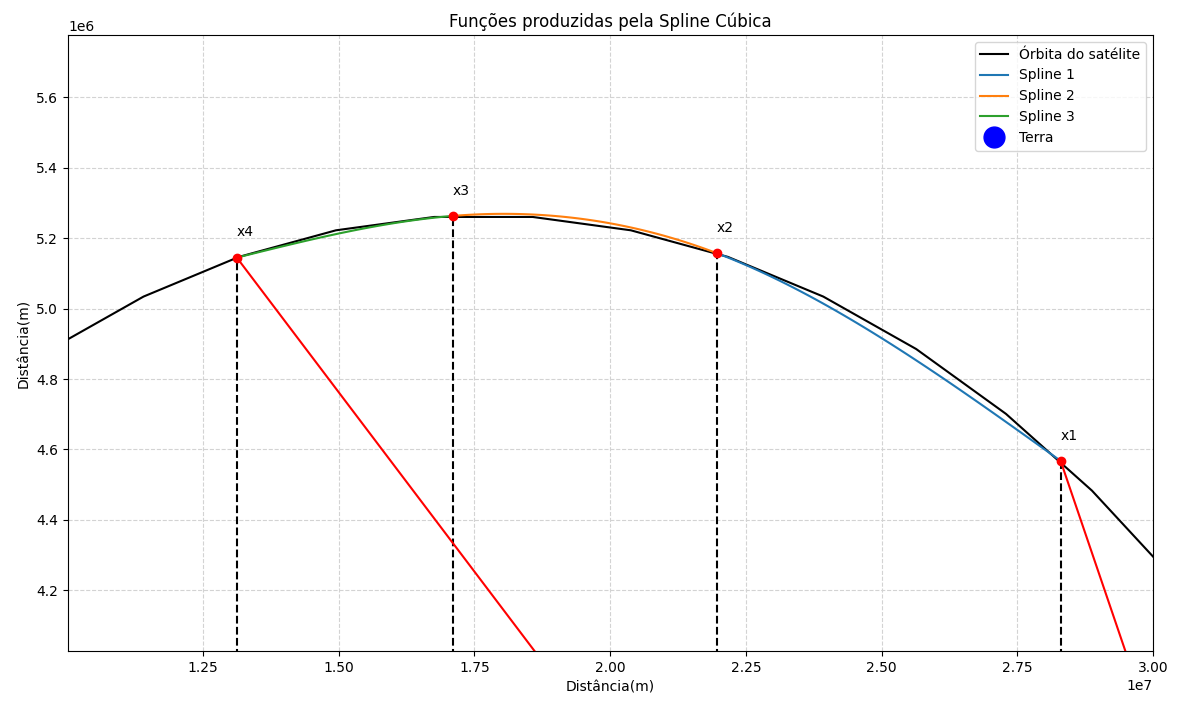 Funções produzidas pela Spline Cúbica
1e6
Órbita do satélite
Spline 1
Spline 2
Spline 3
Terra
5.6
5.4
5.2
5.0
4.8
4.6
4.4
4.2
Distância(m)
x4
x3
x2
x1
1.25
1.50
1.75
2.00
2.25
2.50
2.75
3.00
1e7
Distância(m)